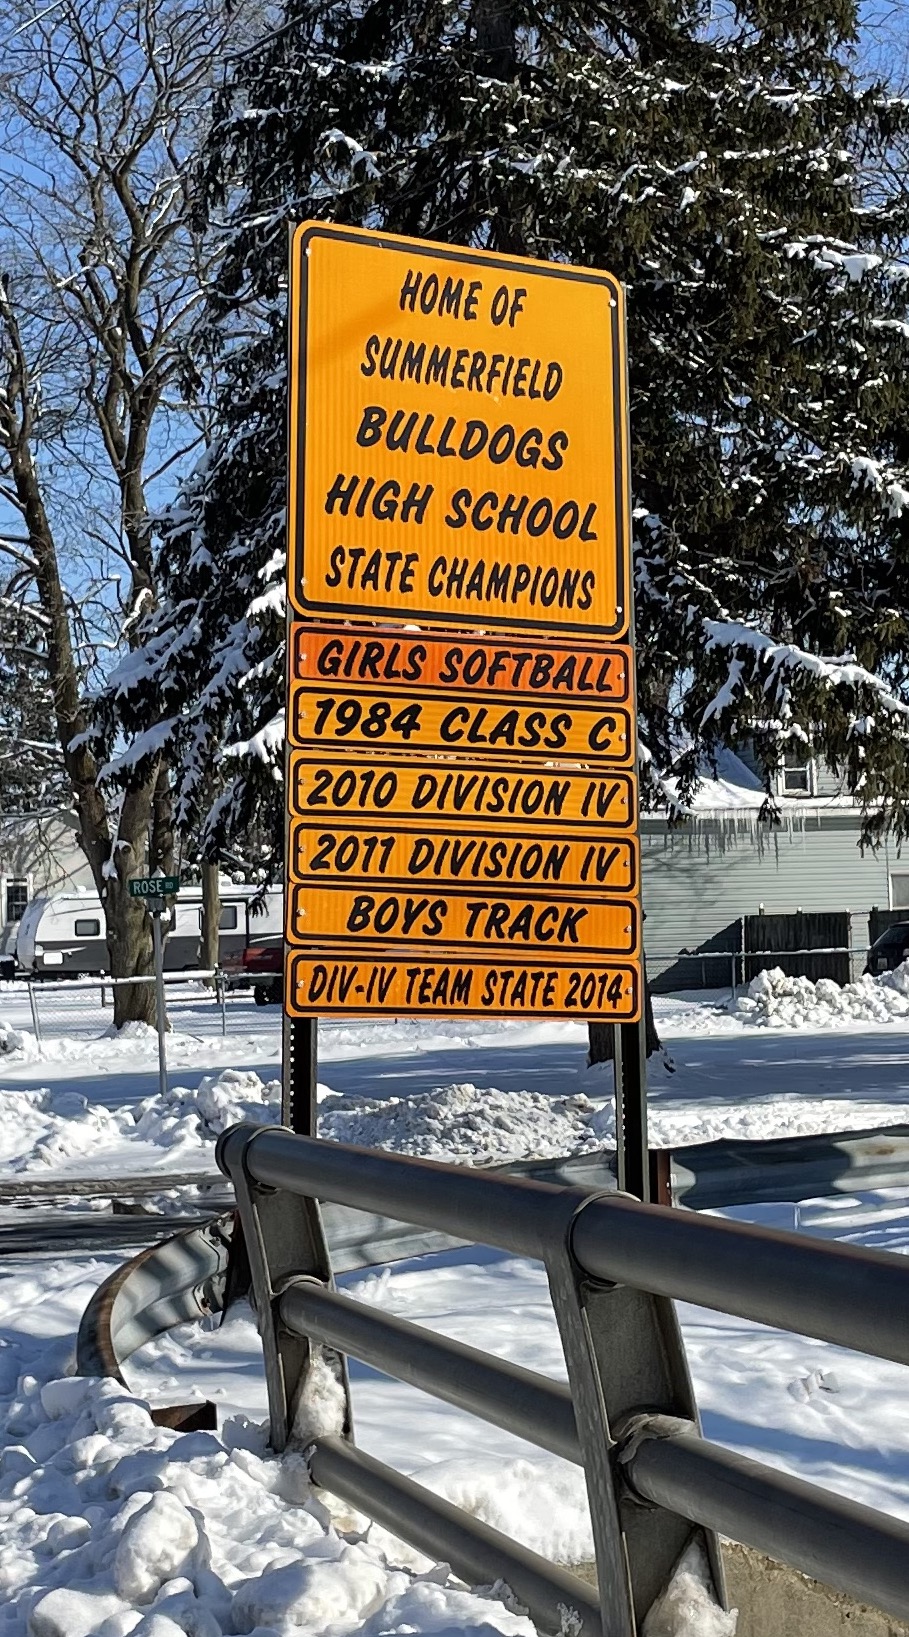 HOME OF
SUMMERFIELD
BULLDOGS
HIGH SCHOOL
STATE CHAMPIONS
GIRLS SOFTBALL
1984 CLASS C
2010 DIVISION IV
2011 DIVISION IV
BOYS TRACK
DIV-IV TEAM STATE 2014
ROSE RD